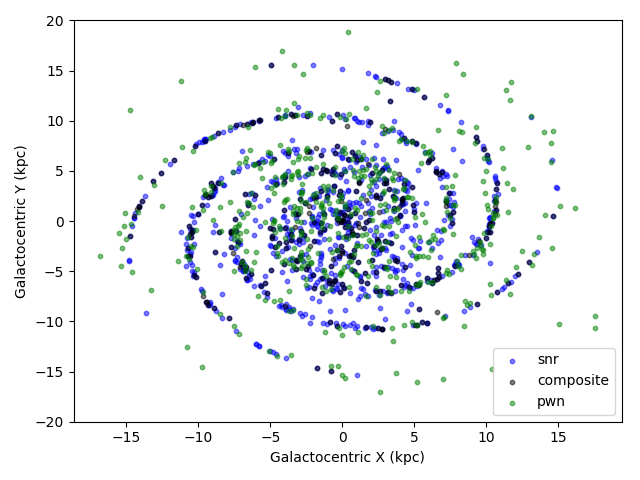 20
15
10
5
0
−5
−10
−15
−20
Galactocentric Y (kpc)
−15 −10 −5 0 5 10 15
Galactocentric X (kpc)
snr
composite
pwn